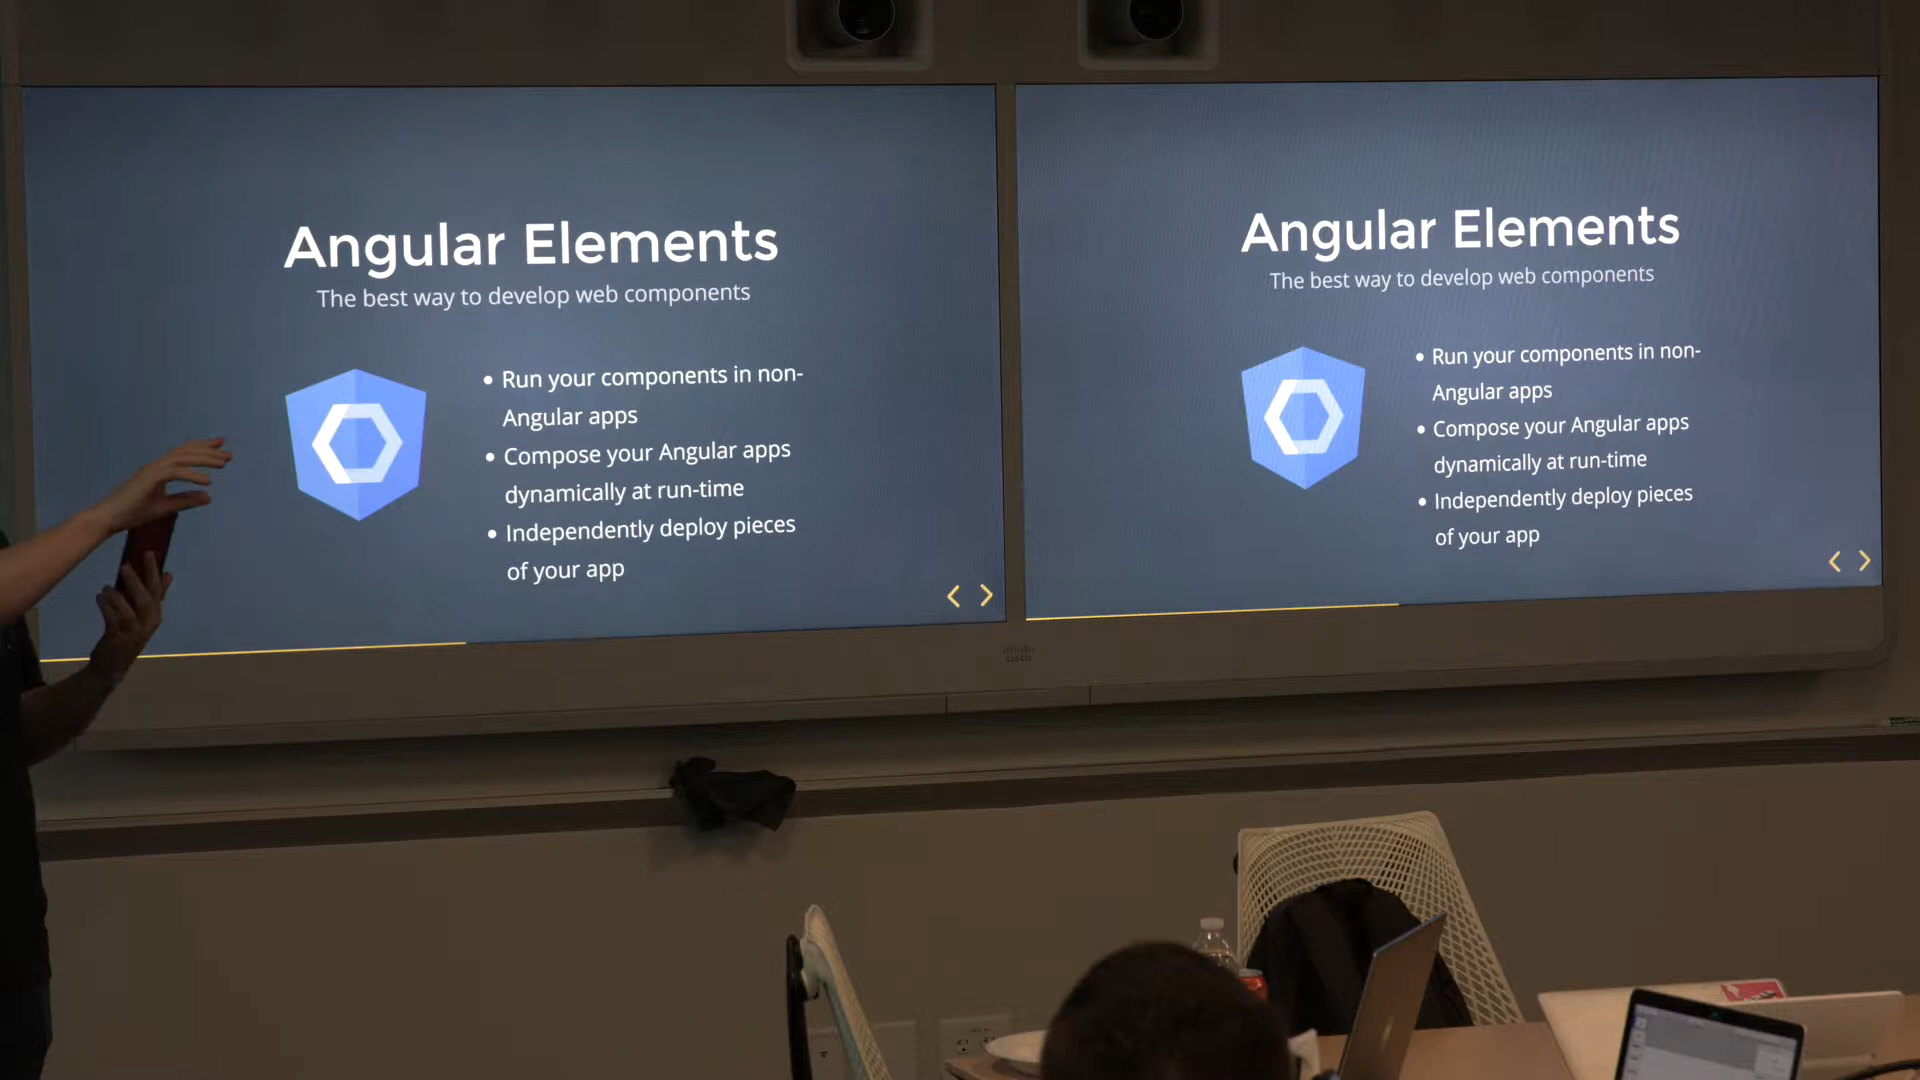 Angular Elements
The best way to develop web components
• Run your components in non-
Angular apps
• Compose your Angular apps
dynamically at run-time
• Independently deploy pieces
of your app
Angular Elements
The best way to develop web components
• Run your components in non-
Angular apps
• Compose your Angular apps
dynamically at run-time
• Independently deploy pieces
of your app
CISCO